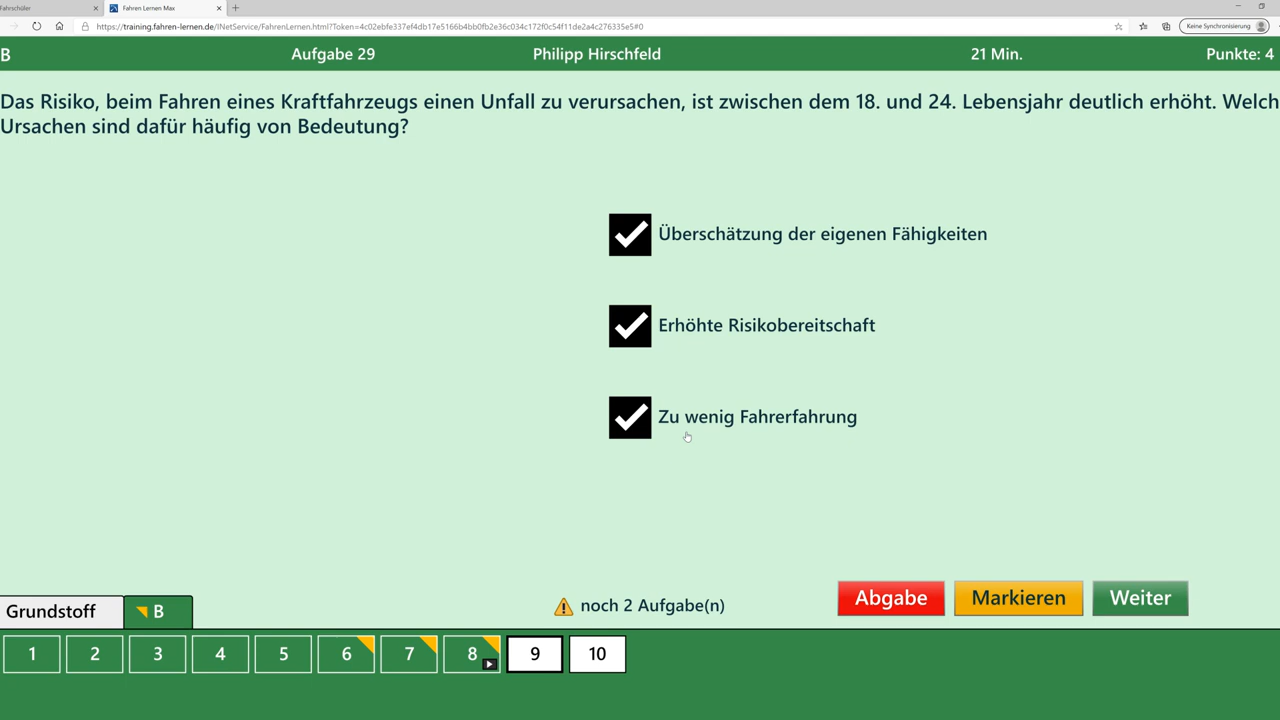 Fahrschüler
Fahren Lernen Max
https://training.fahren-lernen.de/INetService/FahrenLernen.html?Token=4c02ebfe337ef4db17e5166b4bb0fb2e36c034c172f0c54f11de2a4c276335e5#0
Keine Synchronisierung
B
Aufgabe 29
Philipp Hirschfeld
21 Min.
Punkte: 4
Das Risiko, beim Fahren eines Kraftfahrzeugs einen Unfall zu verursachen, ist zwischen dem 18. und 24. Lebensjahr deutlich erhöht. Welch
Ursachen sind dafür häufig von Bedeutung?
Überschätzung der eigenen Fähigkeiten
Erhöhte Risikobereitschaft
Zu wenig Fahrerfahrung
Grundstoff
B
noch 2 Aufgabe(n)
Abgabe
Markieren
Weiter
1 2 3 4 5 6 7 8 9 10